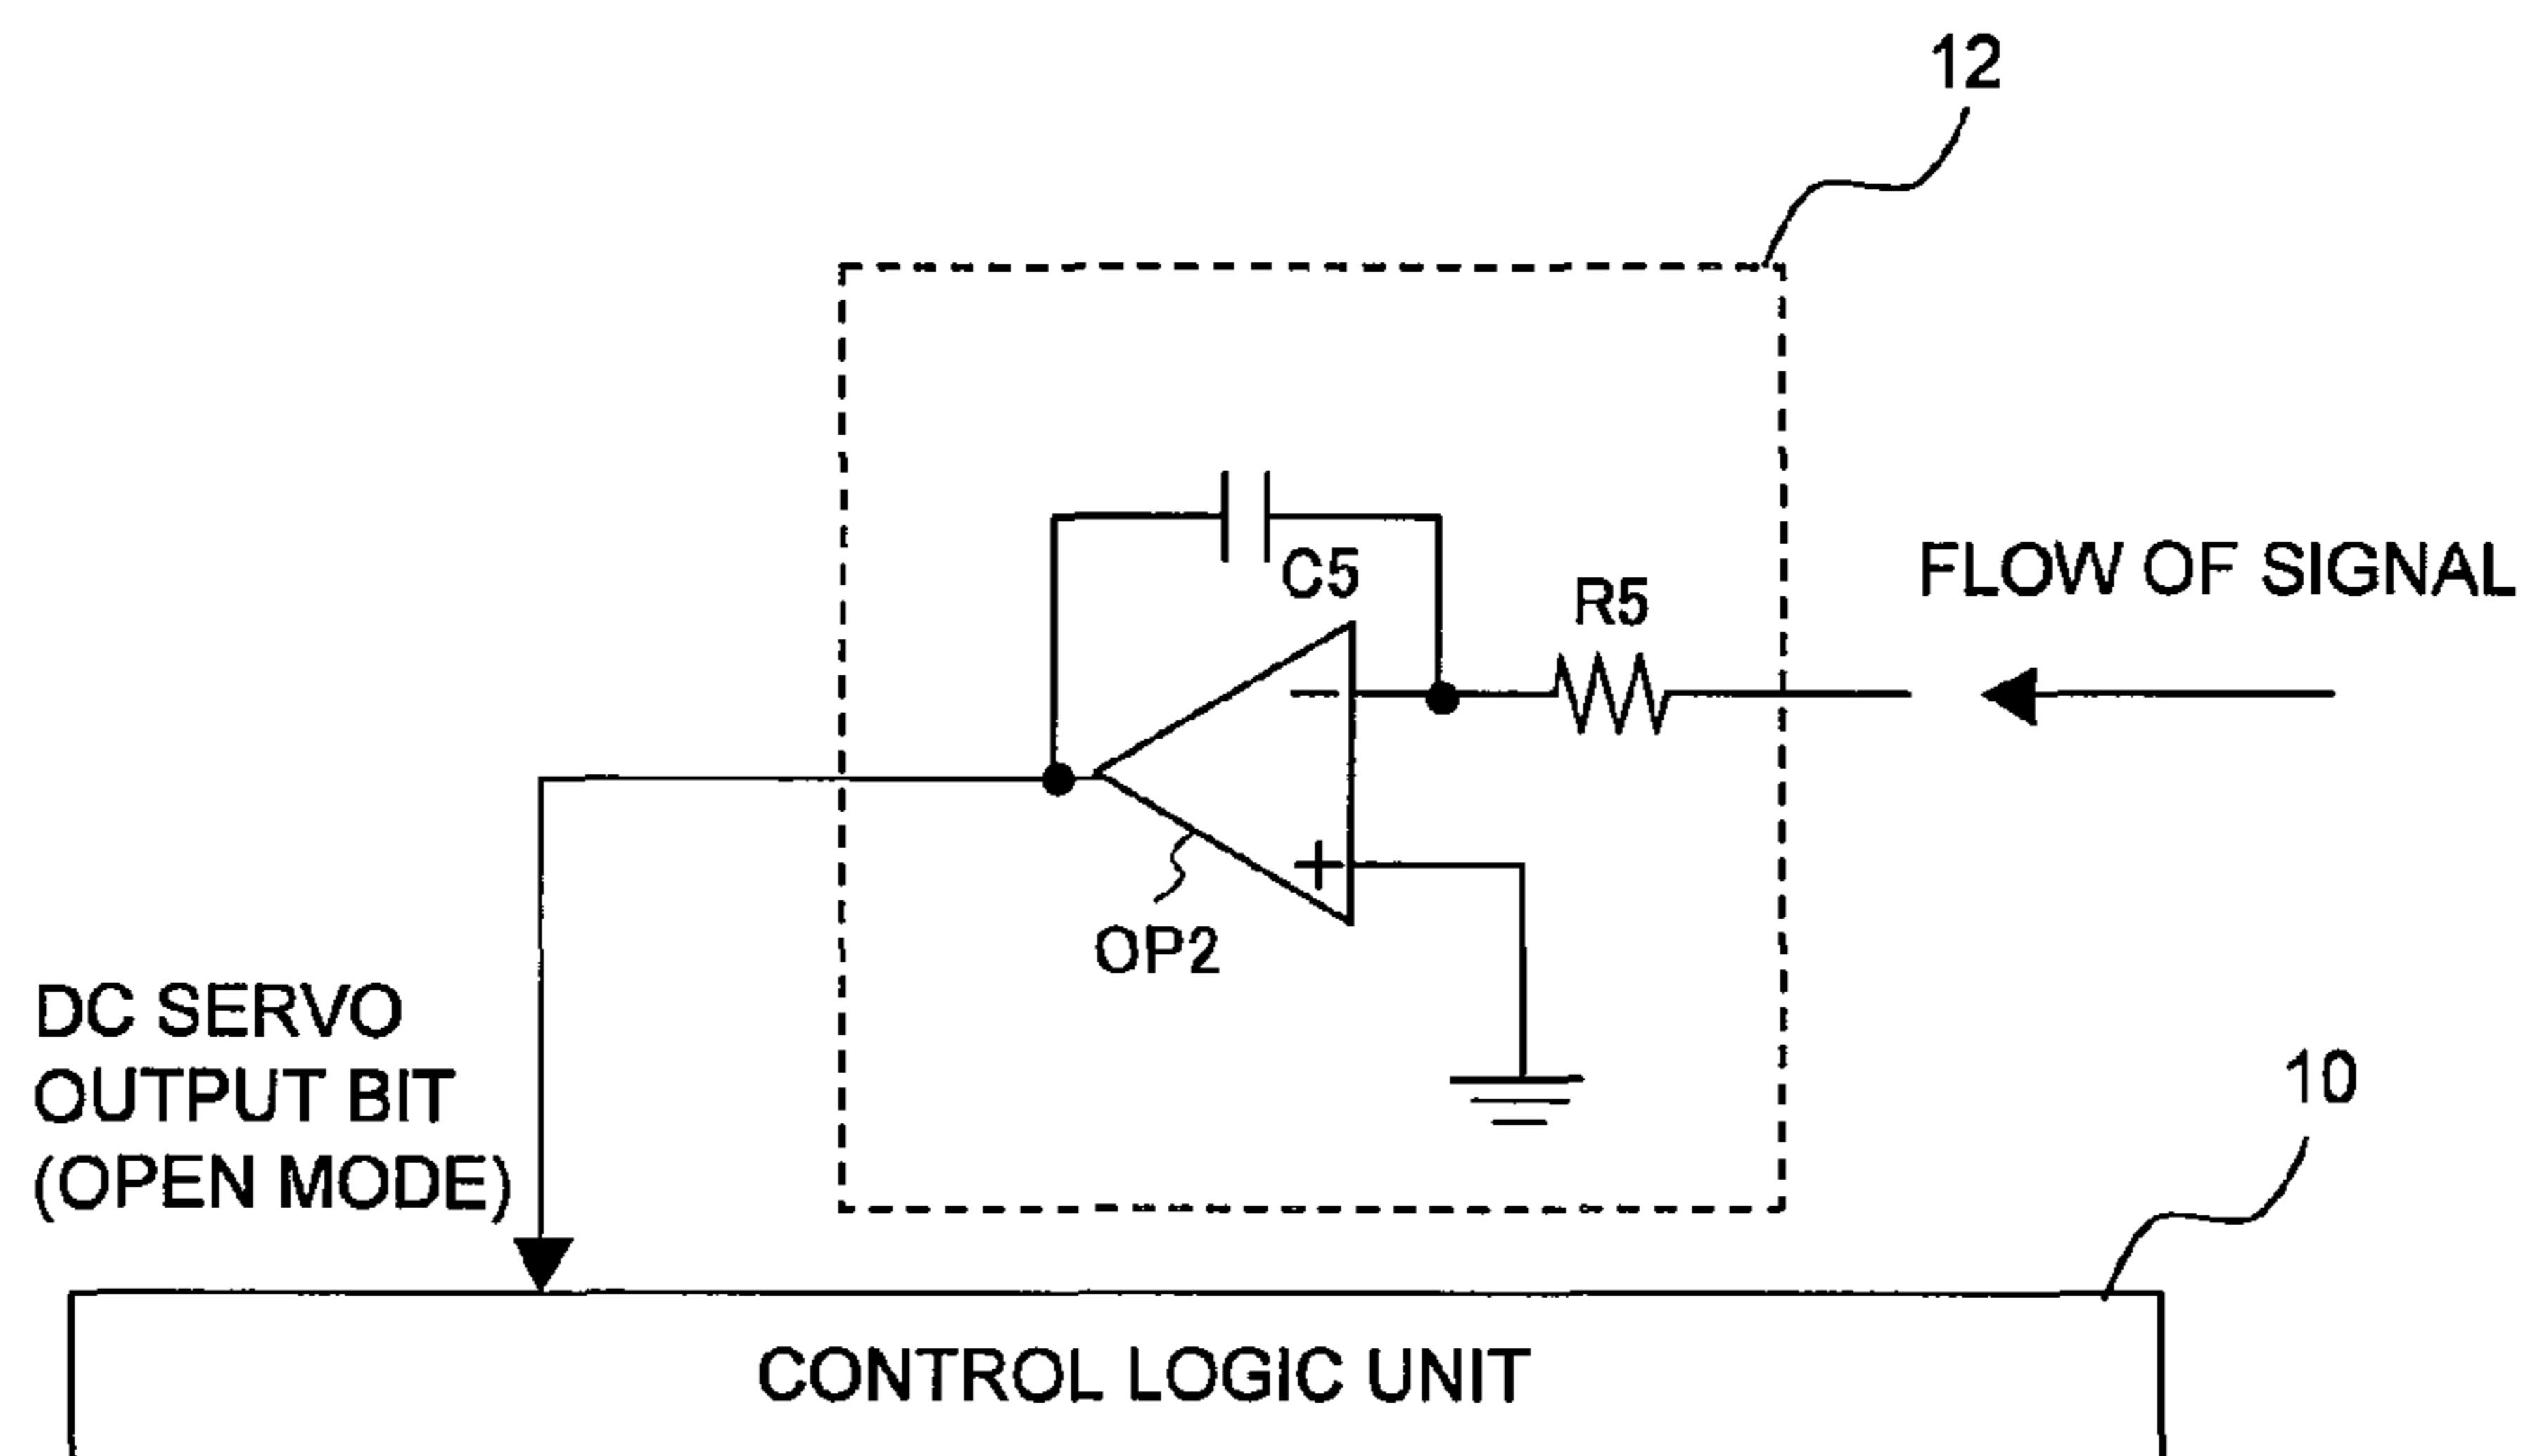 12
C5
R5
FLOW OF SIGNAL
−
+
OP2
DC SERVO
OUTPUT BIT
(OPEN MODE)
10
CONTROL LOGIC UNIT